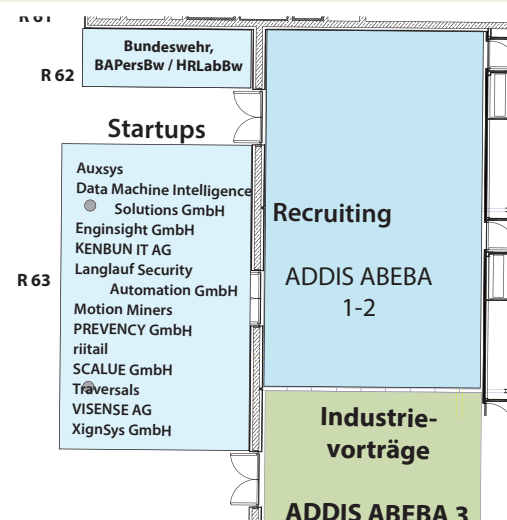 R 61
Bundeswehr,
BAPersBw / HRLabBw
R 62
Startups
Auxsys
Data Machine Intelligence
Solutions GmbH
Enginsight GmbH
KENBUN IT AG
Langlauf Security
Automation GmbH
Motion Miners
PREVENCY GmbH
riitail
SCALUE GmbH
Traversals
VISENSE AG
XignSys GmbH
R 63
Recruiting
ADDIS ABEBA
1-2
Industrie-
vorträge
ADDIS ABEBA 3